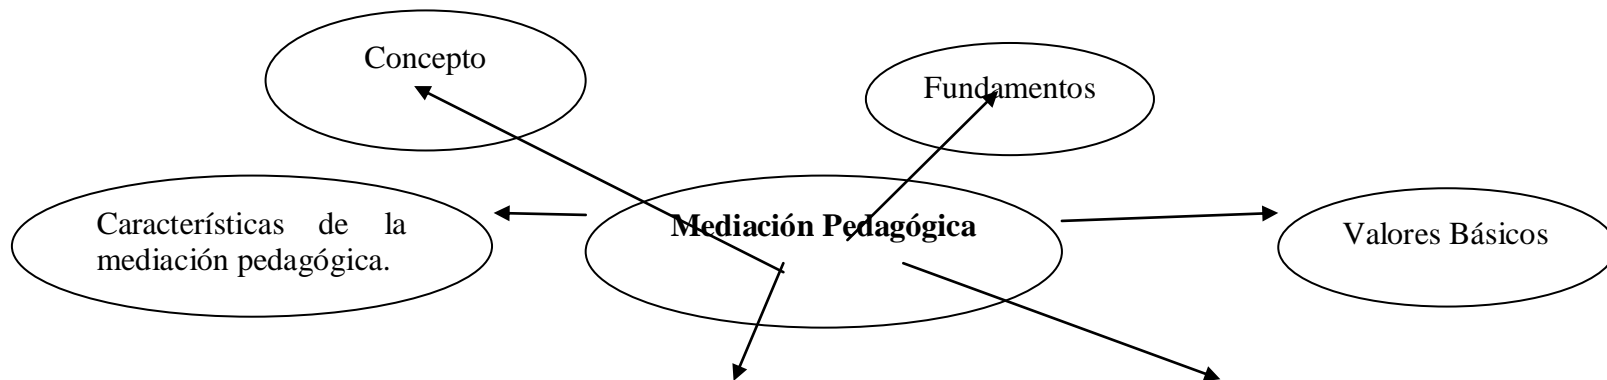 Concepto
Fundamentos
Características de la
mediación pedagógica.
Mediación Pedagógica
Valores Básicos